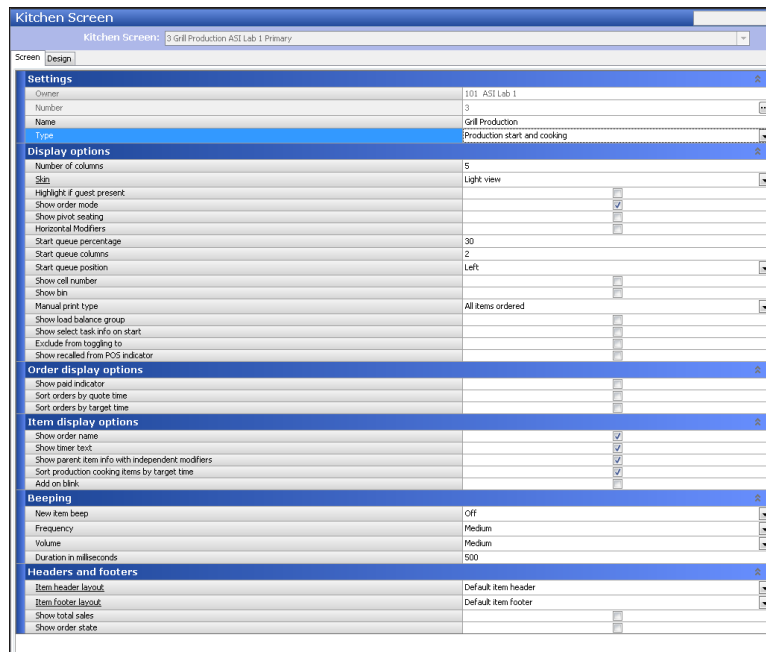 Kitchen Screen
Kitchen Screen: 3 Grill Production ASI Lab 1 Primary
Screen Design
Settings
Owner 101 ASI Lab 1
Number 3
Name Grill Production
Type Production start and cooking
Display options
Number of columns 5
Skin Light view
Highlight if guest present
Show order mode
Show pivot seating
Horizontal Modifiers
Start queue percentage 30
Start queue columns 2
Start queue position Left
Show cell number
Show bin
Manual print type All items ordered
Show load balance group
Show select task info on start
Exclude from toggling to
Show recalled from POS indicator
Order display options
Show paid indicator
Sort orders by quote time
Sort orders by target time
Item display options
Show order name
Show timer text
Show parent item info with independent modifiers
Sort production cooking items by target time
Add on blink
Beeping
New item beep Off
Frequency Medium
Volume Medium
Duration in milliseconds 500
Headers and footers
Item header layout Default item header
Item footer layout Default item footer
Show total sales
Show order state